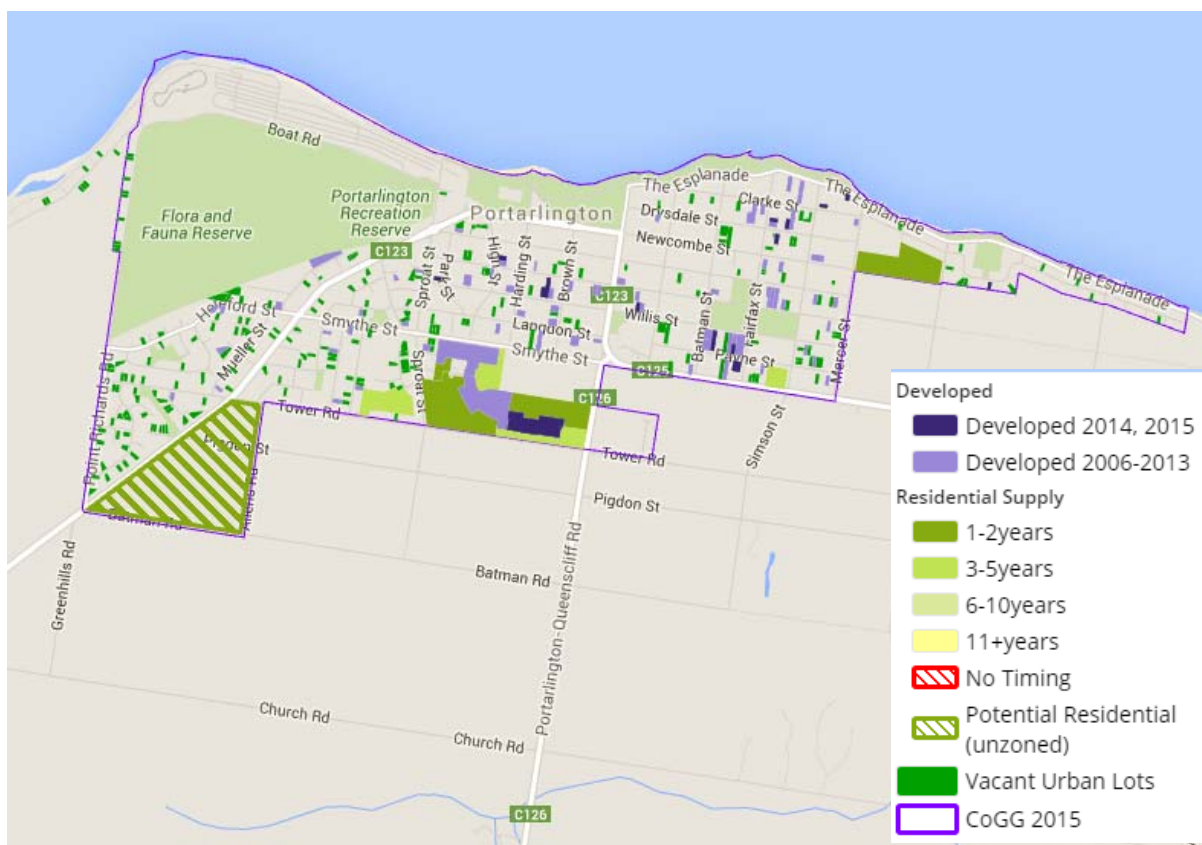 Boat Rd
Flora and
Fauna Reserve
Portarlington
Recreation
Reserve
Portarlington
The Esplanade
Clarke St
The Esplanade
Drysdale St
Newcombe St
The Esplanade
C123
Sproat St
Park St
High St
Harding St
Brown St
C123
Willis St
Batman St
Fairfax St
Mercer St
Hereford St
Smythe St
Langdon St
Smythe St
Payne St
C125
Mueller St
Sproat St
C126
Point Richards Rd
Tower Rd
Pigdon St
Allens Rd
Batman Rd
Tower Rd
Simson St
Pigdon St
Batman Rd
Greenhills Rd
Portarlington-Queenscliff Rd
Church Rd
Church Rd
C126
Developed
Developed 2014, 2015
Developed 2006-2013
Residential Supply
1-2years
3-5years
6-10years
11+years
No Timing
Potential Residential
(unzoned)
Vacant Urban Lots
CoGG 2015